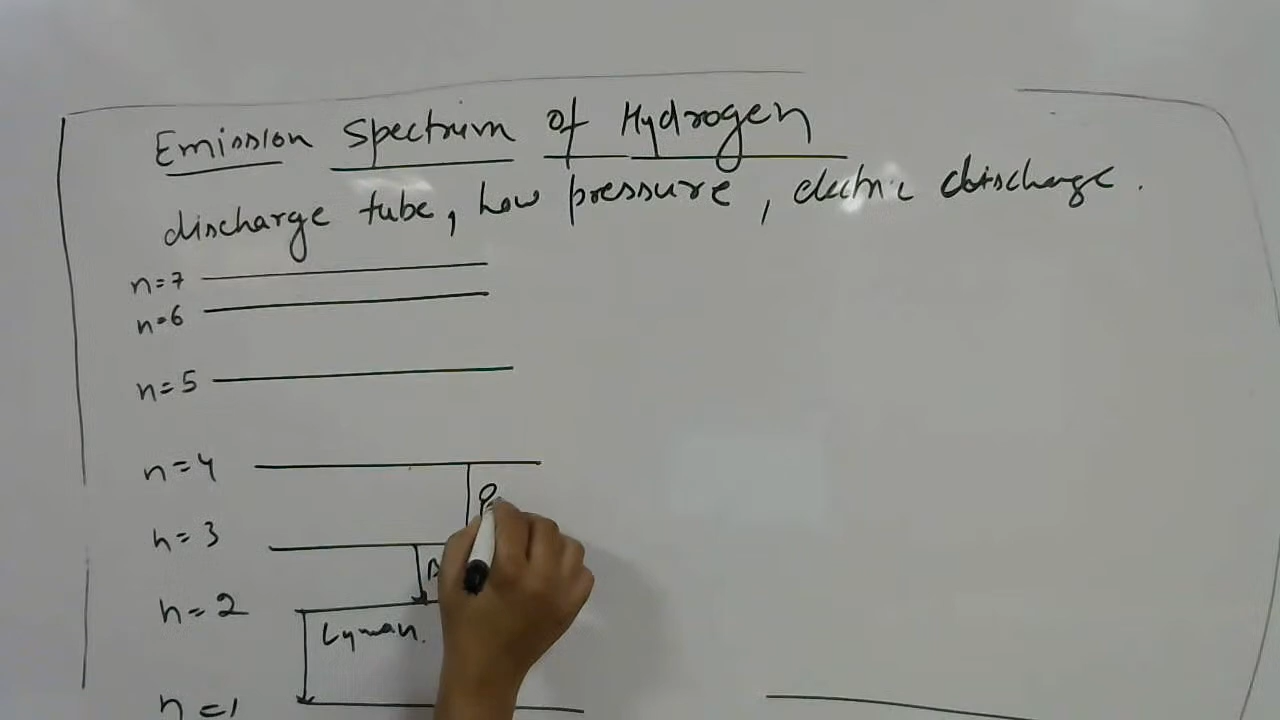 Emission Spectrum of Hydrogen
discharge tube, Low pressure, electric discharge.
n=7
n=6
n=5
n=4
n=3
n=2
Lyman.
n=1